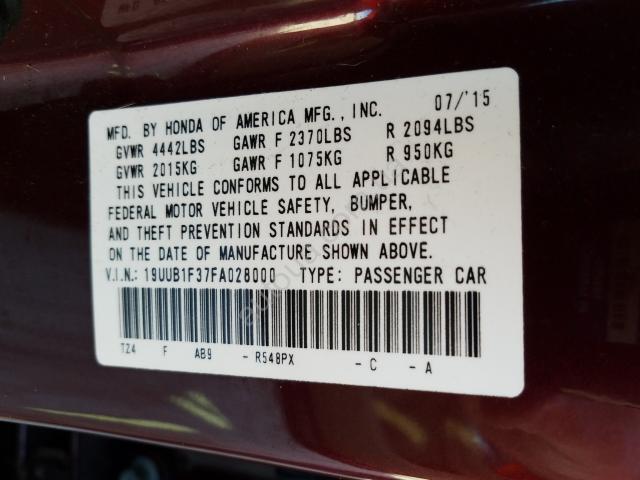 MFD. BY HONDA OF AMERICA MFG., INC. 07/'15
GVWR 4442LBS GAWR F 2370LBS R 2094LBS
GVWR 2015KG GAWR F 1075KG R 950KG
THIS VEHICLE CONFORMS TO ALL APPLICABLE
FEDERAL MOTOR VEHICLE SAFETY, BUMPER,
AND THEFT PREVENTION STANDARDS IN EFFECT
ON THE DATE OF MANUFACTURE SHOWN ABOVE.
V.I.N.: 19UUB1F37FA028000 TYPE: PASSENGER CAR
TZ4 F AB9 - R548PX - C - A